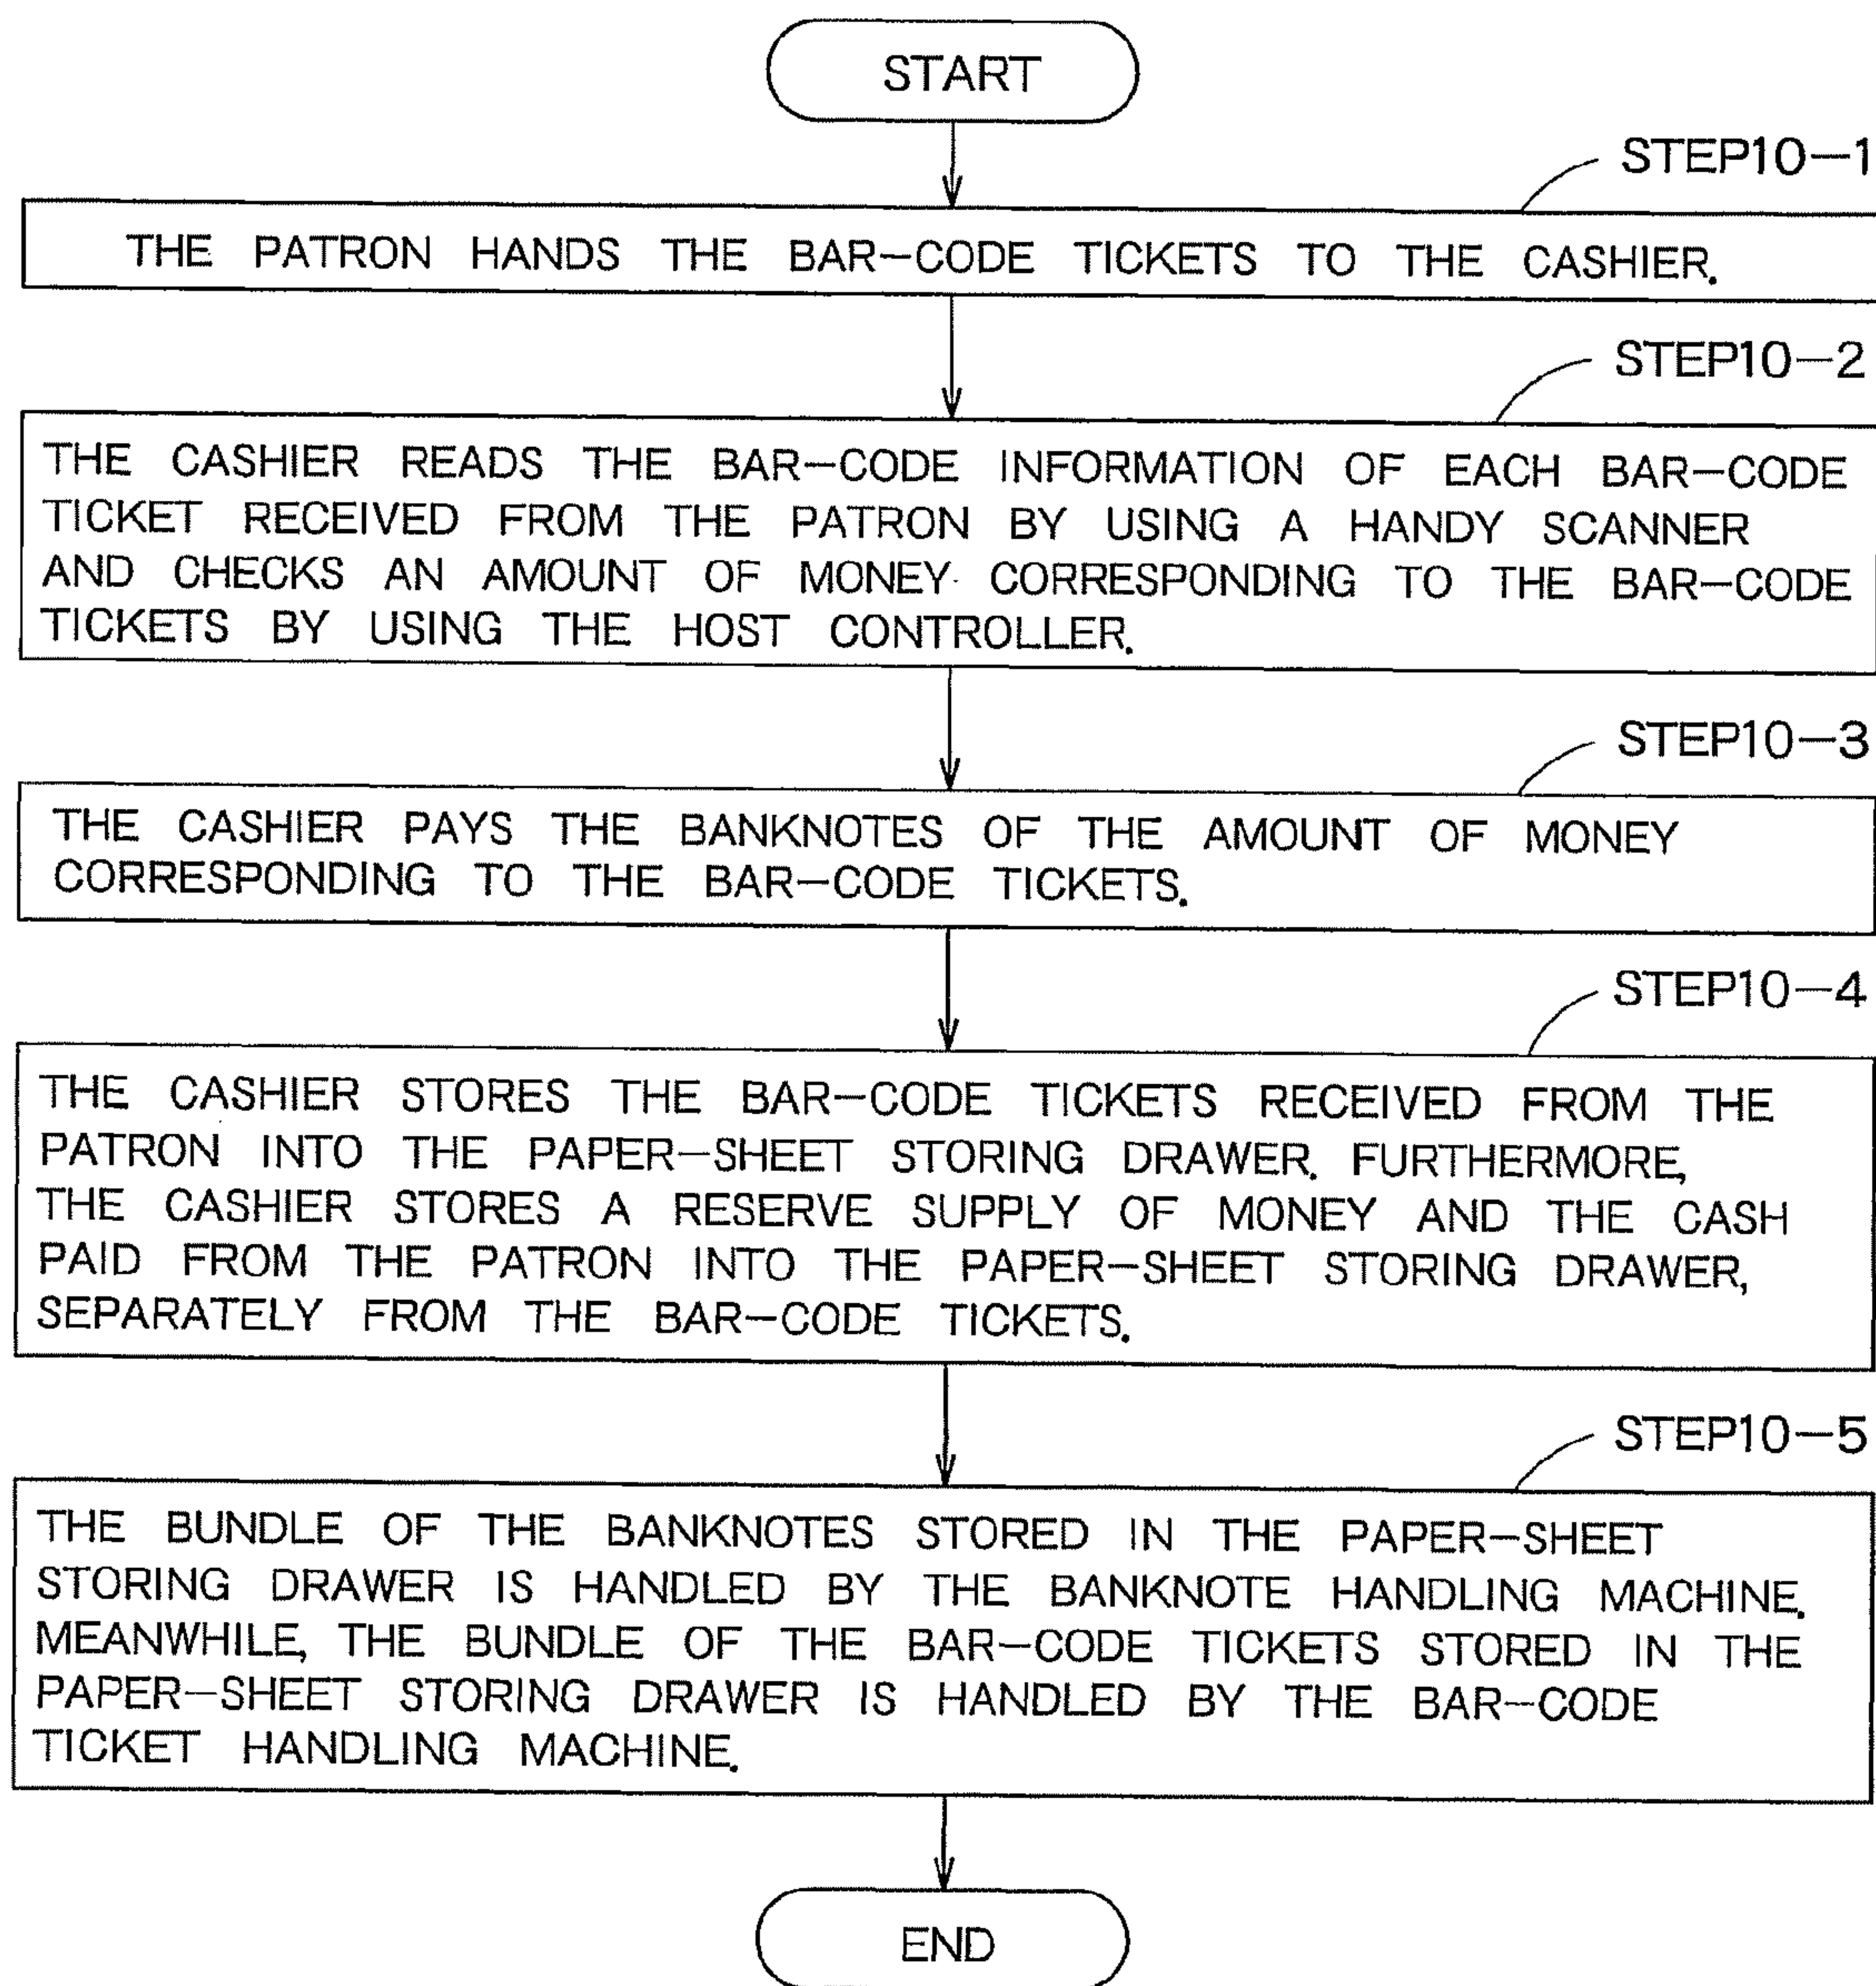 START
STEP10-1
THE PATRON HANDS THE BAR-CODE TICKETS TO THE CASHIER.
STEP10-2
THE CASHIER READS THE BAR-CODE INFORMATION OF EACH BAR-CODE
TICKET RECEIVED FROM THE PATRON BY USING A HANDY SCANNER
AND CHECKS AN AMOUNT OF MONEY CORRESPONDING TO THE BAR-CODE
TICKETS BY USING THE HOST CONTROLLER.
STEP10-3
THE CASHIER PAYS THE BANKNOTES OF THE AMOUNT OF MONEY
CORRESPONDING TO THE BAR-CODE TICKETS.
STEP10-4
THE CASHIER STORES THE BAR-CODE TICKETS RECEIVED FROM THE
PATRON INTO THE PAPER-SHEET STORING DRAWER. FURTHERMORE,
THE CASHIER STORES A RESERVE SUPPLY OF MONEY AND THE CASH
PAID FROM THE PATRON INTO THE PAPER-SHEET STORING DRAWER,
SEPARATELY FROM THE BAR-CODE TICKETS.
STEP10-5
THE BUNDLE OF THE BANKNOTES STORED IN THE PAPER-SHEET
STORING DRAWER IS HANDLED BY THE BANKNOTE HANDLING MACHINE.
MEANWHILE, THE BUNDLE OF THE BAR-CODE TICKETS STORED IN THE
PAPER-SHEET STORING DRAWER IS HANDLED BY THE BAR-CODE
TICKET HANDLING MACHINE.
END